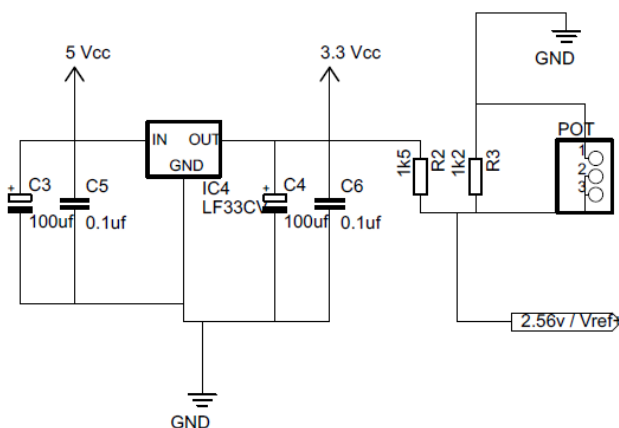 5 Vcc
3.3 Vcc
GND
POT
IN OUT
GND
1
2
3
+ C3
100uf
C5
0.1uf
IC4
LF33CV
+ C4
100uf
C6
0.1uf
1k5
R2
1k2
R3
2.56v / Vref+
GND